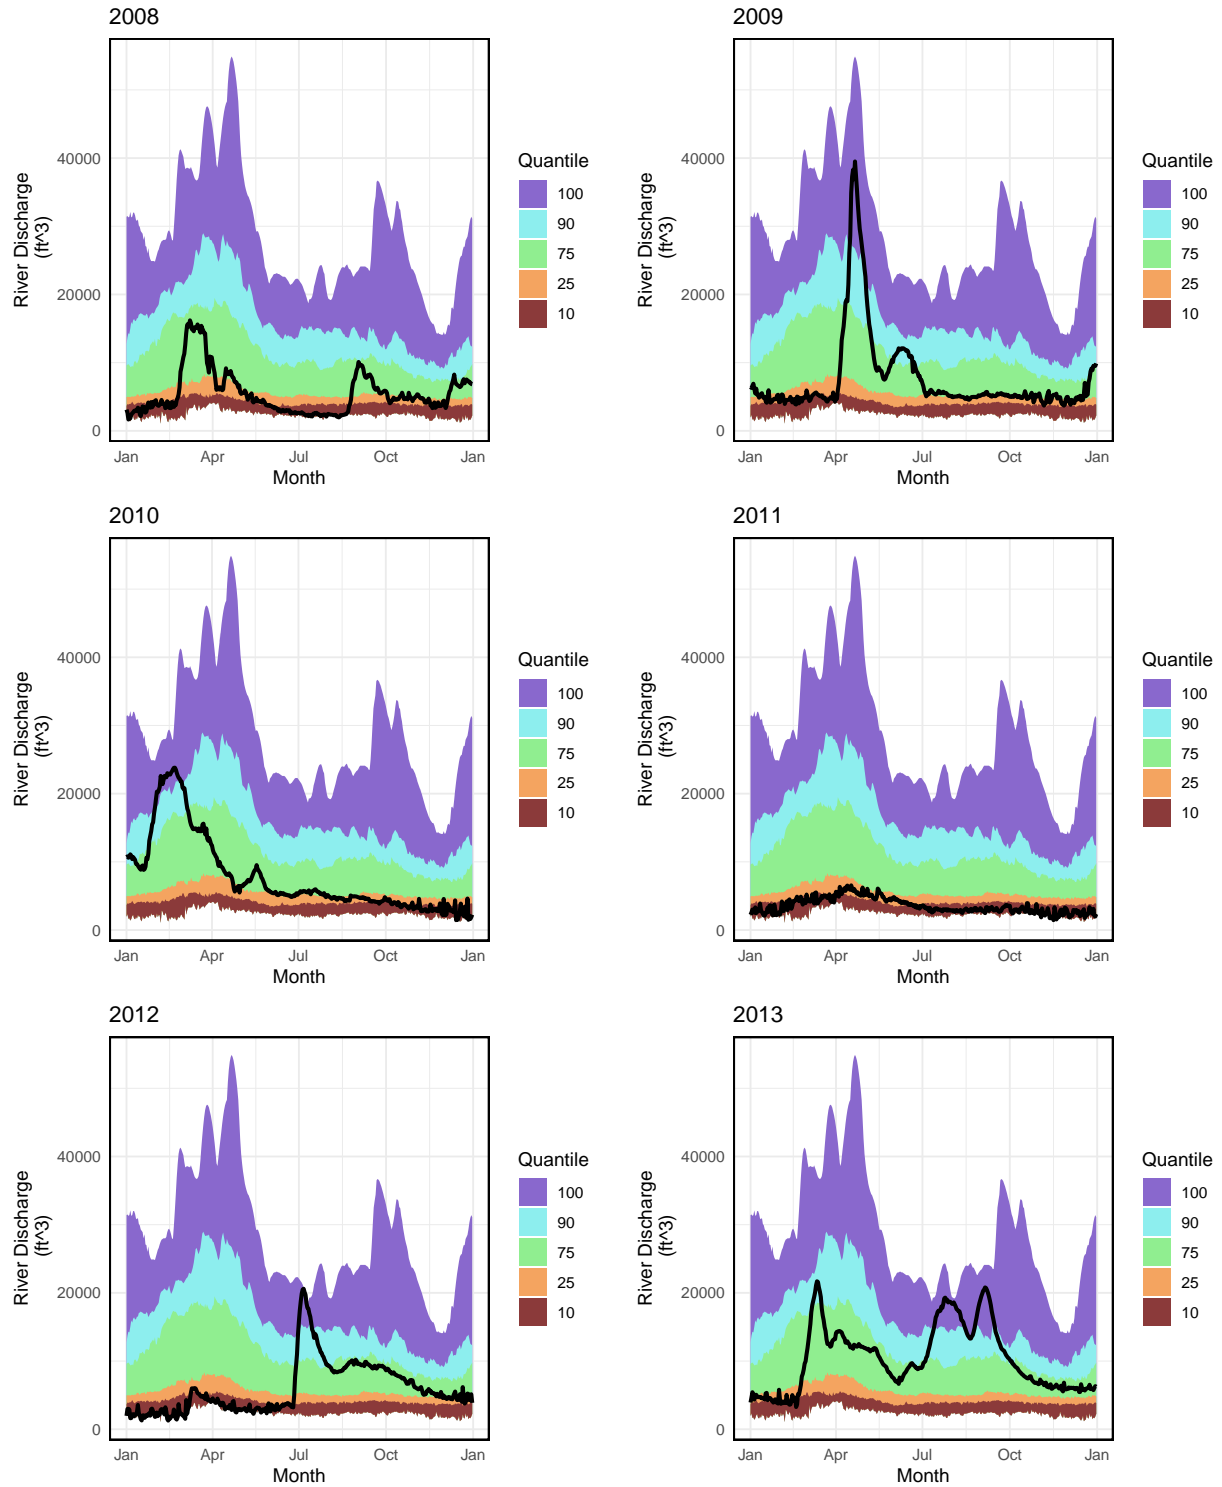 2008
40000
20000
0
River Discharge
(ft^3)
Jan
Apr
Jul
Oct
Jan
Month
Quantile
100
90
75
25
10
2009
40000
20000
0
River Discharge
(ft^3)
Jan
Apr
Jul
Oct
Jan
Month
Quantile
100
90
75
25
10
2010
40000
20000
0
River Discharge
(ft^3)
Jan
Apr
Jul
Oct
Jan
Month
Quantile
100
90
75
25
10
2011
40000
20000
0
River Discharge
(ft^3)
Jan
Apr
Jul
Oct
Jan
Month
Quantile
100
90
75
25
10
2012
40000
20000
0
River Discharge
(ft^3)
Jan
Apr
Jul
Oct
Jan
Month
Quantile
100
90
75
25
10
2013
40000
20000
0
River Discharge
(ft^3)
Jan
Apr
Jul
Oct
Jan
Month
Quantile
100
90
75
25
10